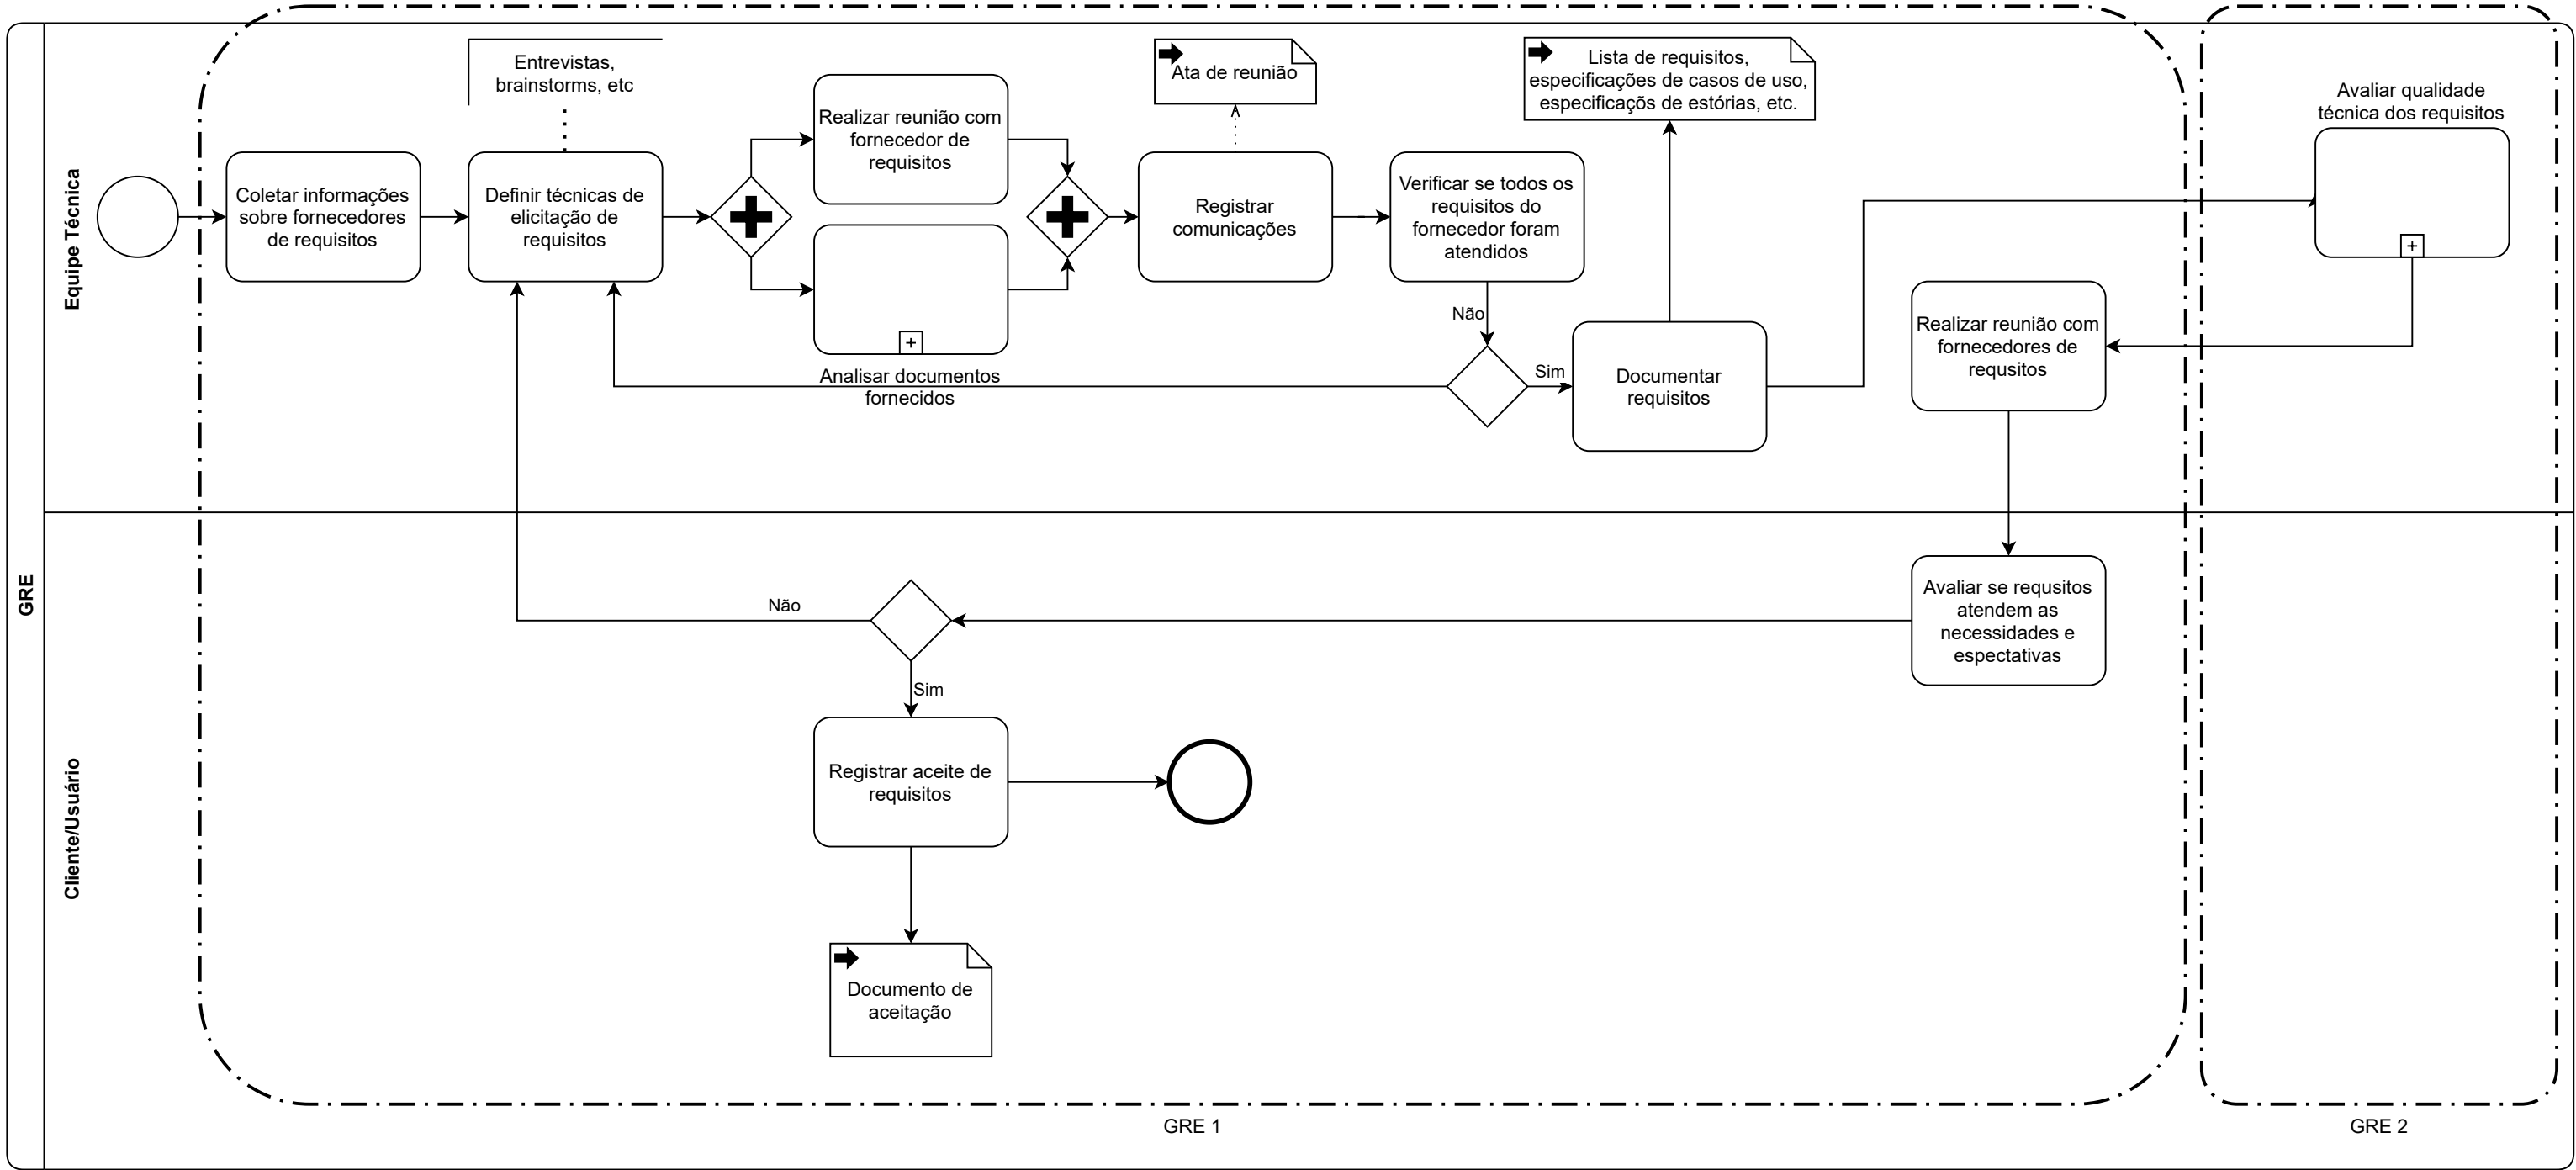 GRE
Equipe Técnica
Cliente/Usuário
Coletar informações
sobre fornecedores
de requisitos
Entrevistas,
brainstorms, etc
Definir técnicas de
elicitação de
requisitos
Realizar reunião com
fornecedor de
requisitos
+
Analisar documentos
fornecidos
Ata de reunião
Registrar
comunicações
Verificar se todos os
requisitos do
fornecedor foram
atendidos
Não
Sim
Lista de requisitos,
especificações de casos de uso,
especificaçõs de estórias, etc.
Documentar
requisitos
Avaliar qualidade
técnica dos requisitos
+
Realizar reunião com
fornecedores de
requsitos
Avaliar se requsitos
atendem as
necessidades e
espectativas
Não
Sim
Registrar aceite de
requisitos
Documento de
aceitação
GRE 1
GRE 2